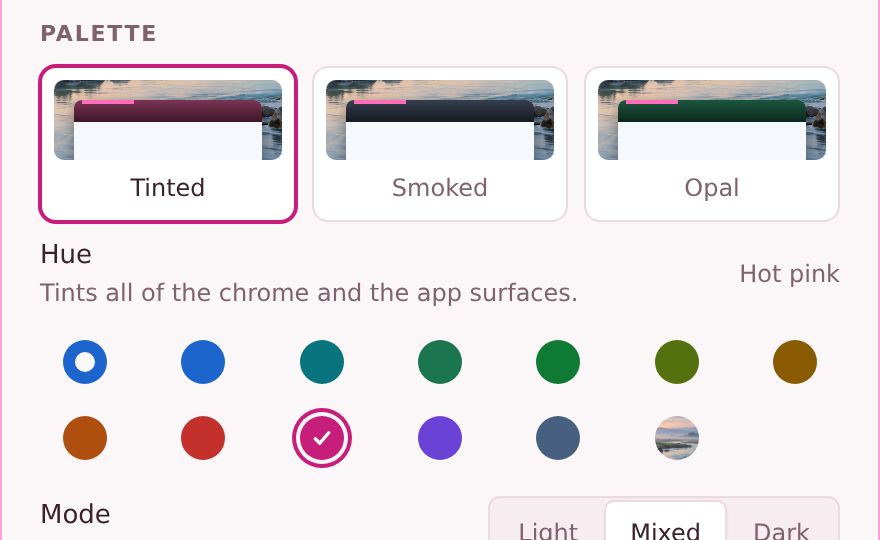 PALETTE
Tinted
Smoked
Opal
Hue
Hot pink
Tints all of the chrome and the app surfaces.
Mode
Light
Mixed
Dark